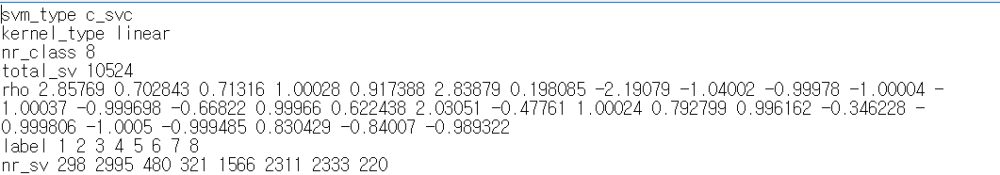 svm_type c_svc
kernel_type linear
nr_class 8
total_sv 10524
rho 2.85769 0.702843 0.71316 1.00028 0.917388 2.83879 0.198085 -2.19079 -1.04002 -0.99978 -1.00004 -
1.00037 -0.999698 -0.66822 0.99966 0.622438 2.03051 -0.47761 1.00024 0.792799 0.996162 -0.346228 -
0.999806 -1.0005 -0.999485 0.830429 -0.84007 -0.989322
label 1 2 3 4 5 6 7 8
nr_sv 298 2995 480 321 1566 2311 2333 220